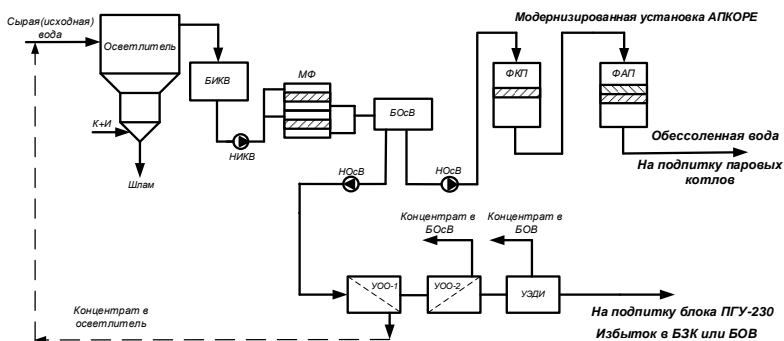 Сырая(исходная)
вода
Модернизированная установка АПКОРЕ
Осветлитель
БИКВ
МФ
ФКП
ФАП
БОсВ
К+И
НИКВ
Обессоленная вода
На подпитку паровых
котлов
Шлам
НОсВ
НОсВ
Концентрат в
БОсВ
Концентрат в
БОВ
УОО-1
УОО-2
УЭДИ
На подпитку блока ПГУ-230
Избыток в БЗК или БОВ
Концентрат в
осветлитель